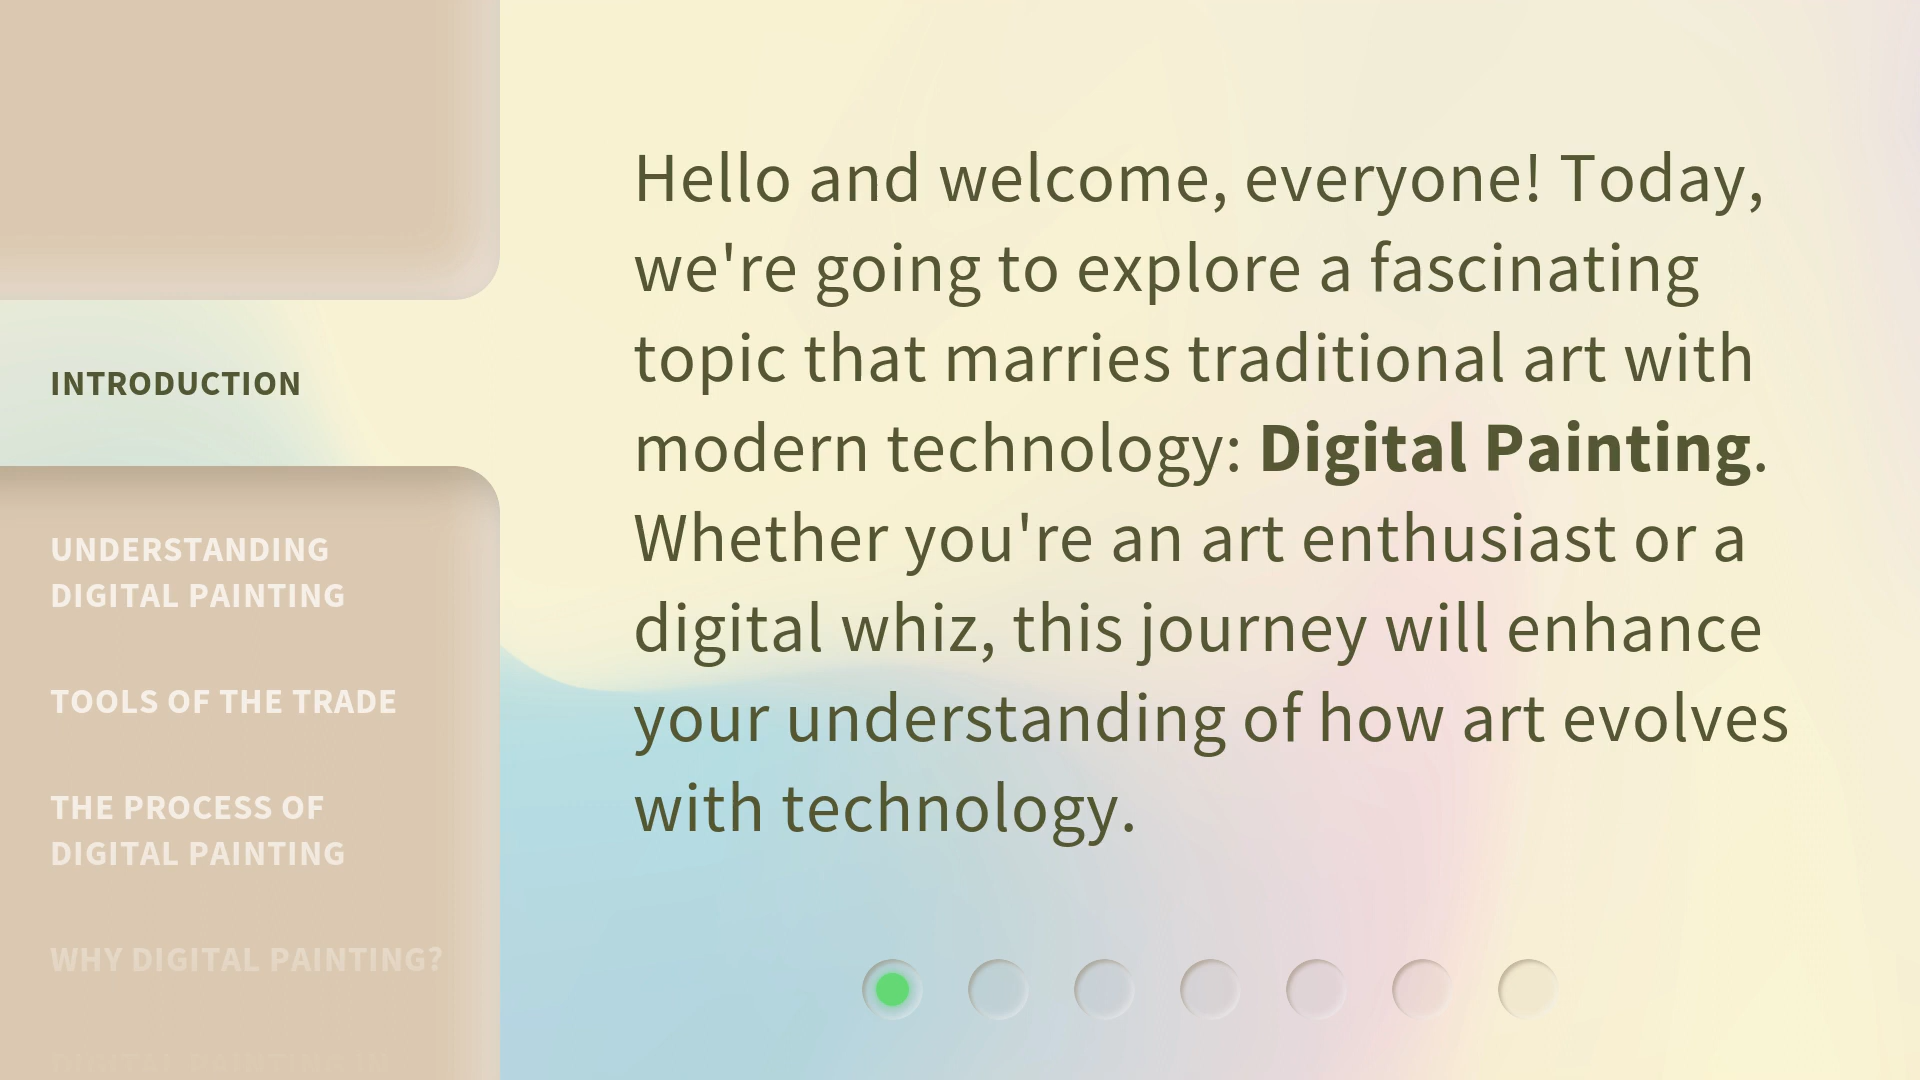 INTRODUCTION
UNDERSTANDING
DIGITAL PAINTING
TOOLS OF THE TRADE
THE PROCESS OF
DIGITAL PAINTING
WHY DIGITAL PAINTING?
DIGITAL PAINTING IN
Hello and welcome, everyone! Today,
we're going to explore a fascinating
topic that marries traditional art with
modern technology: Digital Painting.
Whether you're an art enthusiast or a
digital whiz, this journey will enhance
your understanding of how art evolves
with technology.